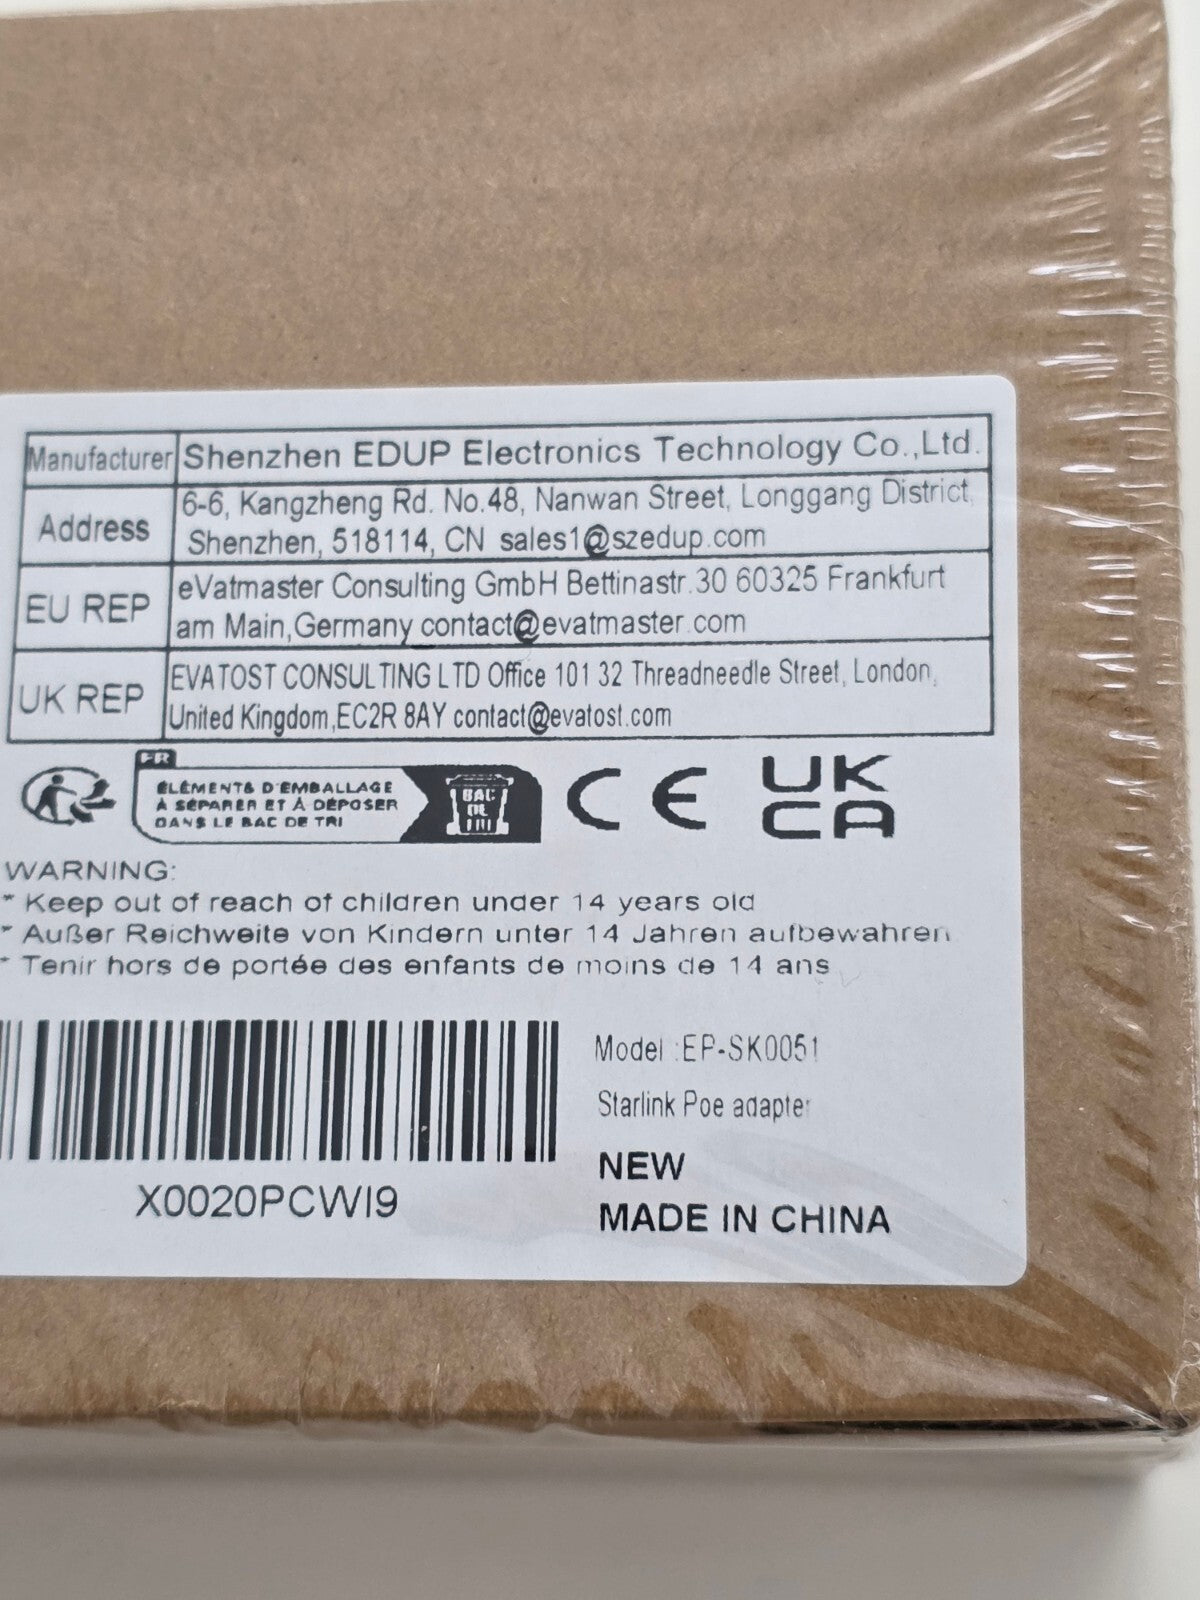 Manufacturer Shenzhen EDUP Electronics Technology Co.,Ltd.
Address 6-6, Kangzheng Rd. No.48, Nanwan Street, Longgang District,
Shenzhen, 518114, CN sales1@szedup.com
EU REP eVatmaster Consulting GmbH Bettinastr.30 60325 Frankfurt
am Main,Germany contact@evatmaster.com
UK REP EVATOST CONSULTING LTD Office 101 32 Threadneedle Street, London,
United Kingdom,EC2R 8AY contact@evatost.com
FR
ÉLÉMENTS D'EMBALLAGE
À SÉPARER ET À DÉPOSER
DANS LE BAC DE TRI
BAC
DE
TRI
CE
UK
CA
WARNING:
* Keep out of reach of children under 14 years old
* Außer Reichweite von Kindern unter 14 Jahren aufbewahren
* Tenir hors de portée des enfants de moins de 14 ans
Model :EP-SK0051
Starlink Poe adapter
NEW
MADE IN CHINA
X0020PCWI9